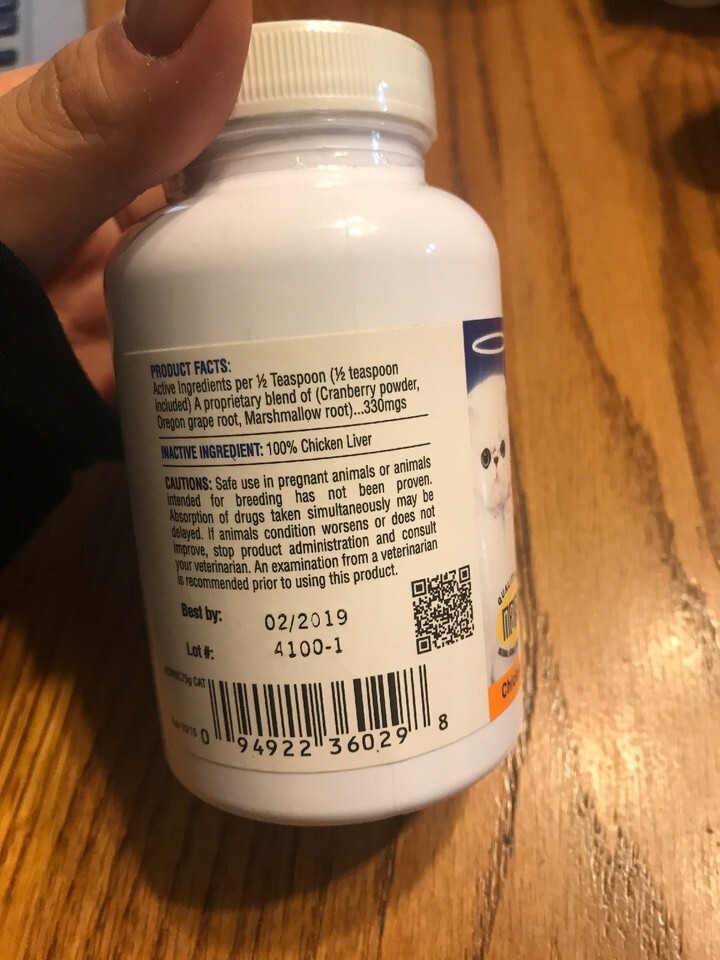 PRODUCT FACTS:
Active Ingredients per ½ Teaspoon (½ teaspoon
included) A proprietary blend of (Cranberry powder,
Oregon grape root, Marshmallow root)...330mgs
INACTIVE INGREDIENT: 100% Chicken Liver
CAUTIONS: Safe use in pregnant animals or animals
intended for breeding has not been proven.
Absorption of drugs taken simultaneously may be
delayed. If animals condition worsens or does not
improve, stop product administration and consult
your veterinarian. An examination from a veterinarian
is recommended prior to using this product.
Best by: 02/2019
Lot #: 4100-1
CAT
0 94922 36029 8